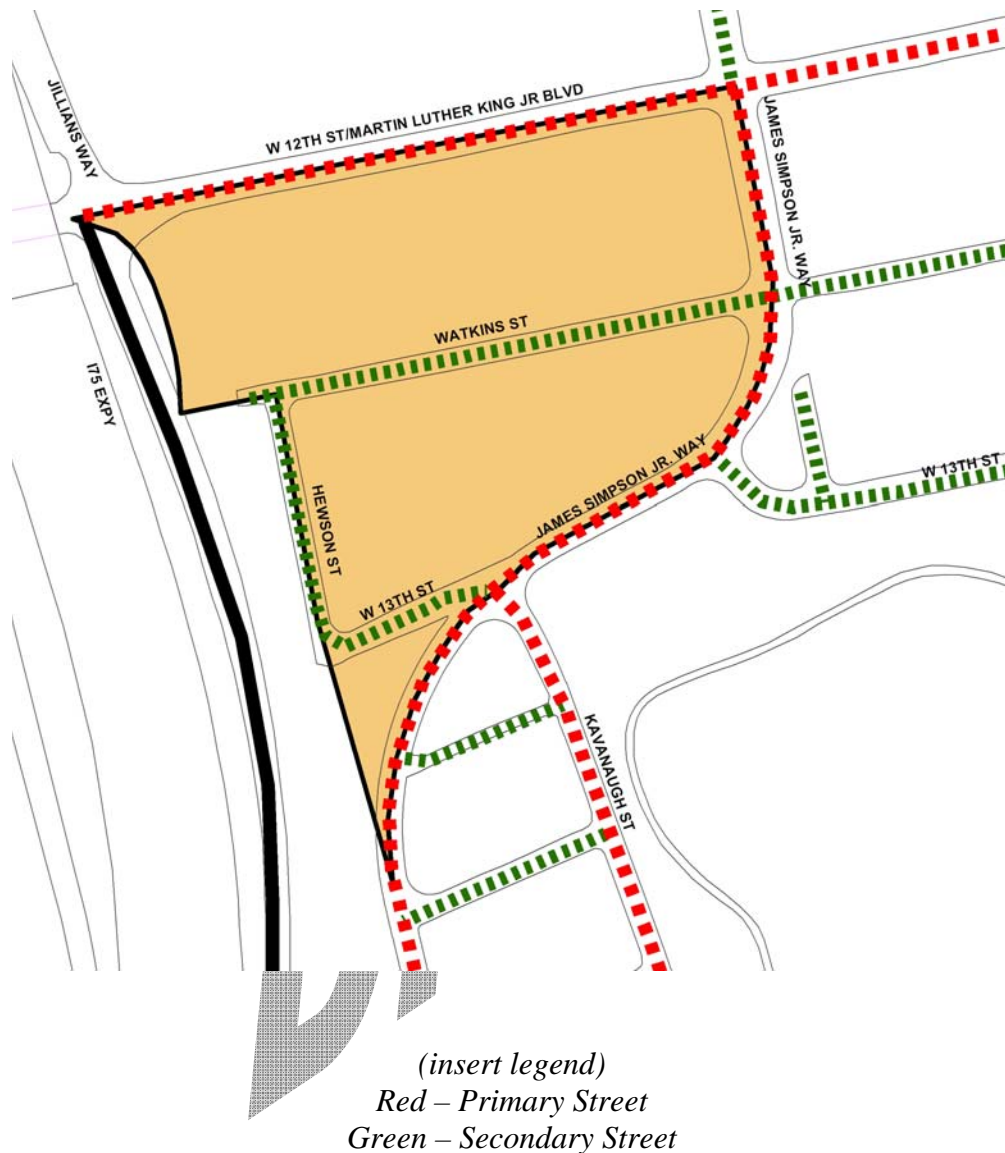 JILLIANS WAY
W 12TH ST/MARTIN LUTHER KING JR BLVD
JAMES SIMPSON JR. WAY
WATKINS ST
I75 EXPY
HEWSON ST
JAMES SIMPSON JR. WAY
W 13TH ST
W 13TH ST
KAVANAUGH ST
(insert legend)
Red – Primary Street
Green – Secondary Street